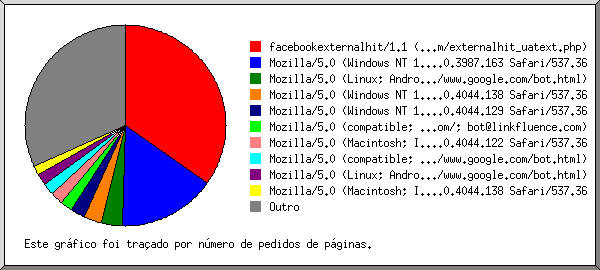 facebookexternalhit/1.1 (...m/externalhit_uatext.php)
Mozilla/5.0 (Windows NT 1....0.3987.163 Safari/537.36
Mozilla/5.0 (Linux; Andro.../www.google.com/bot.html)
Mozilla/5.0 (Windows NT 1....0.4044.138 Safari/537.36
Mozilla/5.0 (Windows NT 1....0.4044.129 Safari/537.36
Mozilla/5.0 (compatible; ...om/; bot@linkfluence.com)
Mozilla/5.0 (Macintosh; I....0.4044.122 Safari/537.36
Mozilla/5.0 (compatible; .../www.google.com/bot.html)
Mozilla/5.0 (Linux; Andro.../www.google.com/bot.html)
Mozilla/5.0 (Macintosh; I....0.4044.138 Safari/537.36
Outro
Este gráfico foi traçado por número de pedidos de páginas.